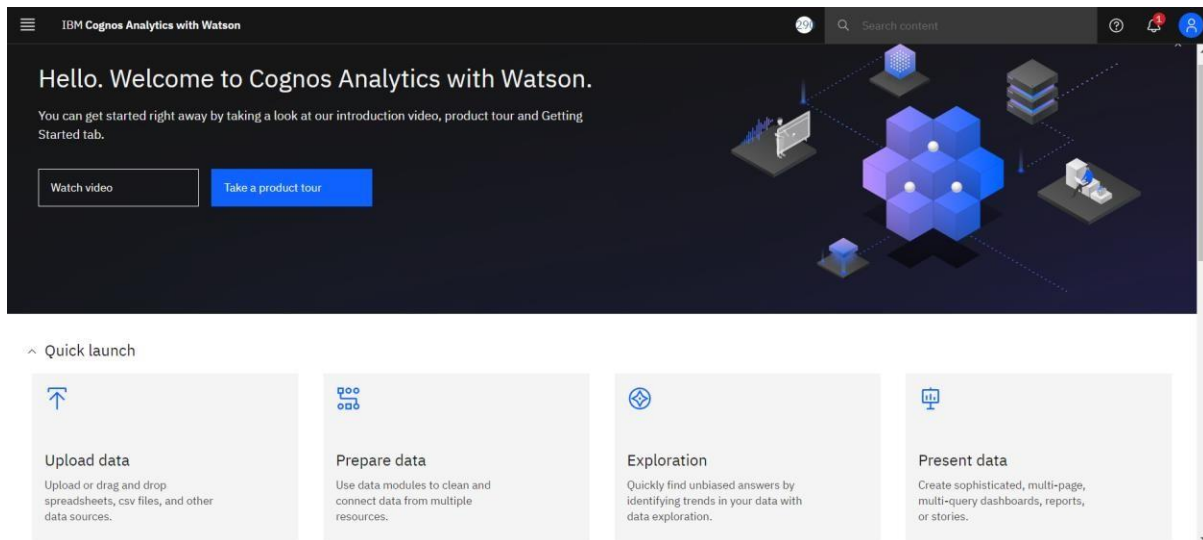 IBM Cognos Analytics with Watson
290
Search content
1
Hello. Welcome to Cognos Analytics with Watson.
You can get started right away by taking a look at our introduction video, product tour and Getting
Started tab.
Watch video
Take a product tour
Quick launch
Upload data
Upload or drag and drop
spreadsheets, csv files, and other
data sources.
Prepare data
Use data modules to clean and
connect data from multiple
resources.
Exploration
Quickly find unbiased answers by
identifying trends in your data with
data exploration.
Present data
Create sophisticated, multi-page,
multi-query dashboards, reports,
or stories.